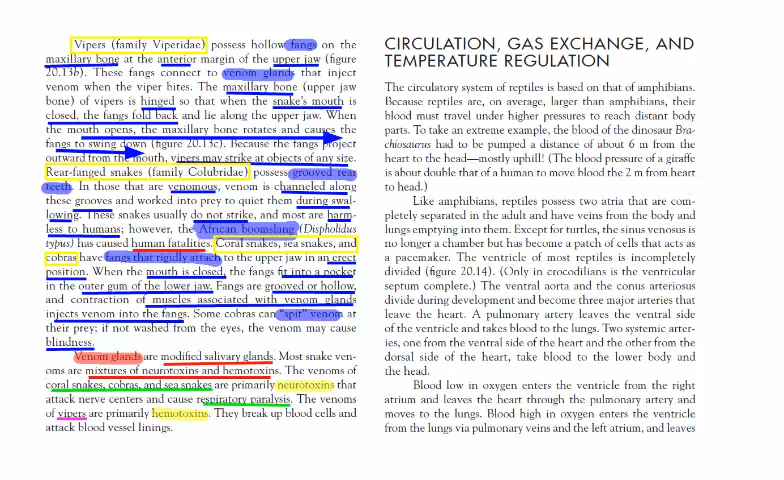 Vipers (family Viperidae) possess hollow fangs on the
maxillary bone at the anterior margin of the upper jaw (figure
20.13b). These fangs connect to venom glands that inject
venom when the viper bites. The maxillary bone (upper jaw
bone) of vipers is hinged so that when the snake's mouth is
closed, the fangs fold back and lie along the upper jaw. When
the mouth opens, the maxillary bone rotates and causes the
fangs to swing down (figure 20.13c). Because the fangs project
outward from the mouth, vipers may strike at objects of any size.
Rear-fanged snakes (family Colubridae) possess grooved rear
teeth. In those that are venomous, venom is channeled along
these grooves and worked into prey to quiet them during swal-
lowing. These snakes usually do not strike, and most are harm-
less to humans; however, the African boomslang (Dispholidus
typus) has caused human fatalities. Coral snakes, sea snakes, and
cobras have fangs that rigidly attach to the upper jaw in an erect
position. When the mouth is closed, the fangs fit into a pocket
in the outer gum of the lower jaw. Fangs are grooved or hollow,
and contraction of muscles associated with venom glands
injects venom into the fangs. Some cobras can "spit" venom at
their prey; if not washed from the eyes, the venom may cause
blindness.
Venom glands are modified salivary glands. Most snake ven-
oms are mixtures of neurotoxins and hemotoxins. The venoms of
coral snakes, cobras, and sea snakes are primarily neurotoxins that
attack nerve centers and cause respiratory paralysis. The venoms
of vipers are primarily hemotoxins. They break up blood cells and
attack blood vessel linings.
CIRCULATION, GAS EXCHANGE, AND
TEMPERATURE REGULATION
The circulatory system of reptiles is based on that of amphibians.
Because reptiles are, on average, larger than amphibians, their
blood must travel under higher pressures to reach distant body
parts. To take an extreme example, the blood of the dinosaur Bra-
chiosaurus had to be pumped a distance of about 6 m from the
heart to the head—mostly uphill! (The blood pressure of a giraffe
is about double that of a human to move blood the 2 m from heart
to head.)
Like amphibians, reptiles possess two atria that are com-
pletely separated in the adult and have veins from the body and
lungs emptying into them. Except for turtles, the sinus venosus is
no longer a chamber but has become a patch of cells that acts as
a pacemaker. The ventricle of most reptiles is incompletely
divided (figure 20.14). (Only in crocodilians is the ventricular
septum complete.) The ventral aorta and the conus arteriosus
divide during development and become three major arteries that
leave the heart. A pulmonary artery leaves the ventral side
of the ventricle and takes blood to the lungs. Two systemic arter-
ies, one from the ventral side of the heart and the other from the
dorsal side of the heart, take blood to the lower body and
the head.
Blood low in oxygen enters the ventricle from the right
atrium and leaves the heart through the pulmonary artery and
moves to the lungs. Blood high in oxygen enters the ventricle
from the lungs via pulmonary veins and the left atrium, and leaves